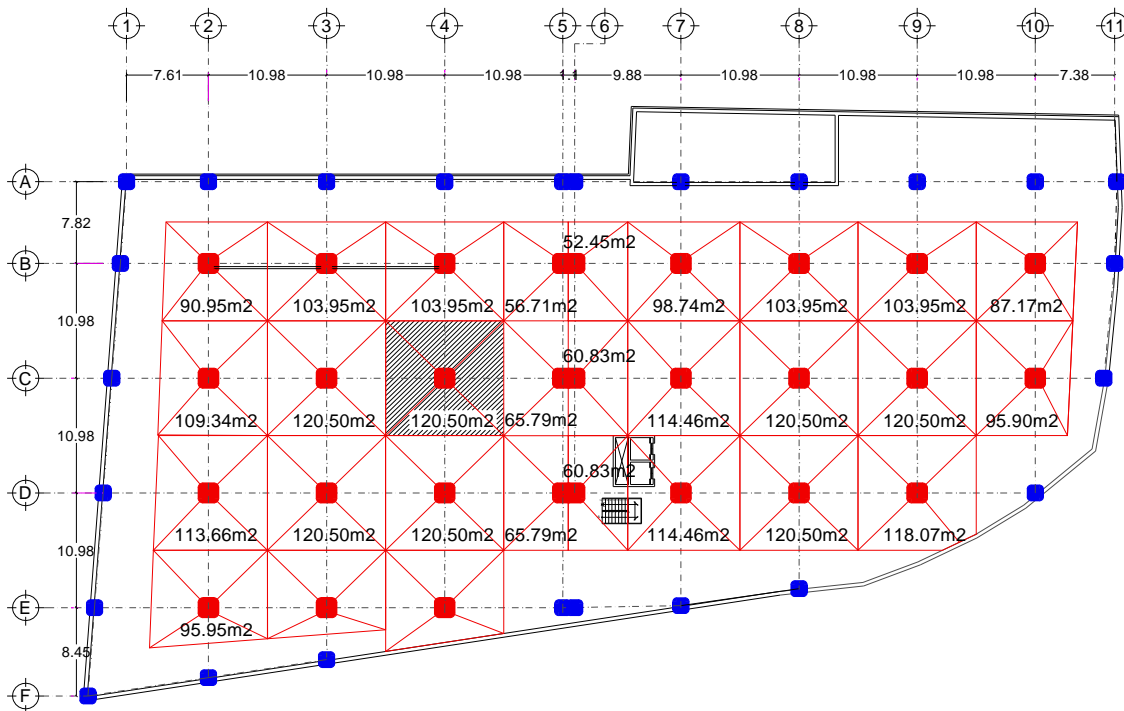 1 2 3 4 5 6 7 8 9 10 11
7.61 10.98 10.98 10.98 1.1 9.88 10.98 10.98 10.98 7.38
A
7.82
52.45m2
B
90.95m2 103.95m2 103.95m2 56.71m2 98.74m2 103.95m2 103.95m2 87.17m2
10.98
60.83m2
C
109.34m2 120.50m2 120.50m2 65.79m2 114.46m2 120.50m2 120.50m2 95.90m2
10.98
60.83m2
D
113.66m2 120.50m2 120.50m2 65.79m2 114.46m2 120.50m2 118.07m2
10.98
E
95.95m2
8.45
F